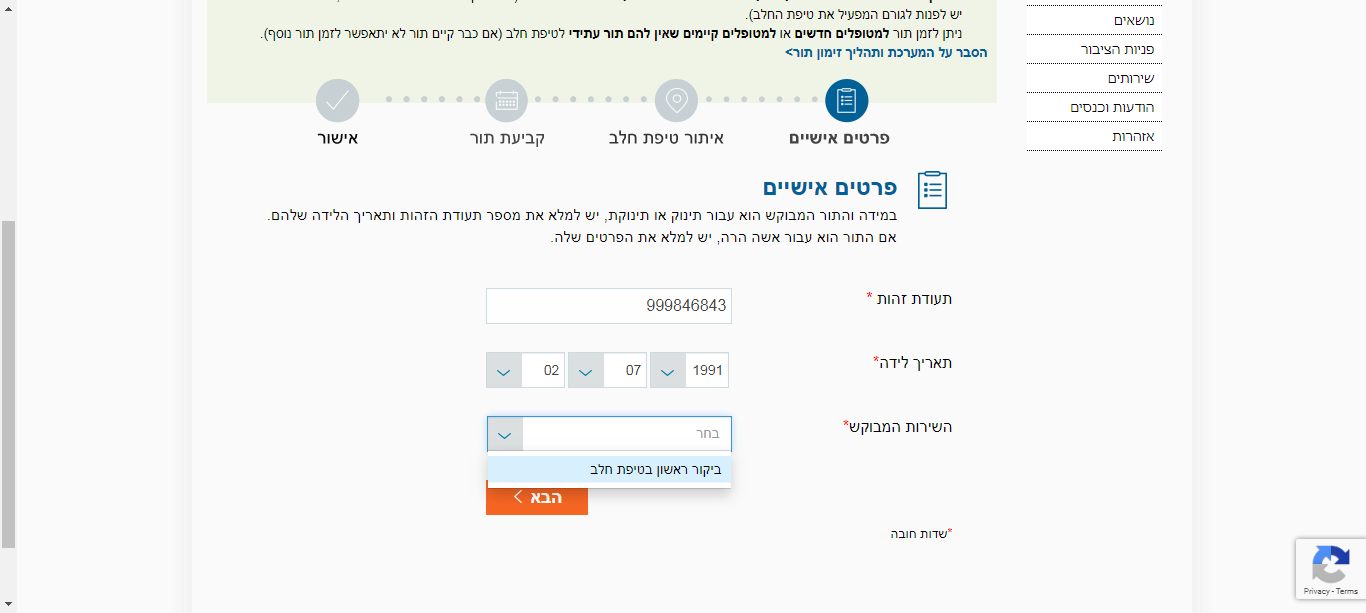 יש לפנות לגורם המפעיל את טיפת החלב).
ניתן לזמן תור למטופלים חדשים או למטופלים קיימים שאין להם תור עתידי לטיפת חלב (אם כבר קיים תור לא יתאפשר לזמן תור נוסף).
הסבר על המערכת ותהליך זימון תור>
נושאים
פניות הציבור
שירותים
הודעות וכנסים
אזהרות
פרטים אישיים
איתור טיפת חלב
קביעת תור
אישור
פרטים אישיים
במידה והתור המבוקש הוא עבור תינוק או תינוקת, יש למלא את מספר תעודת הזהות ותאריך הלידה שלהם.
אם התור הוא עבור אשה הרה, יש למלא את הפרטים שלה.
תעודת זהות *
999846843
תאריך לידה*
1991
07
02
השירות המבוקש*
בחר
ביקור ראשון בטיפת חלב
הבא
*שדות חובה
Privacy - Terms